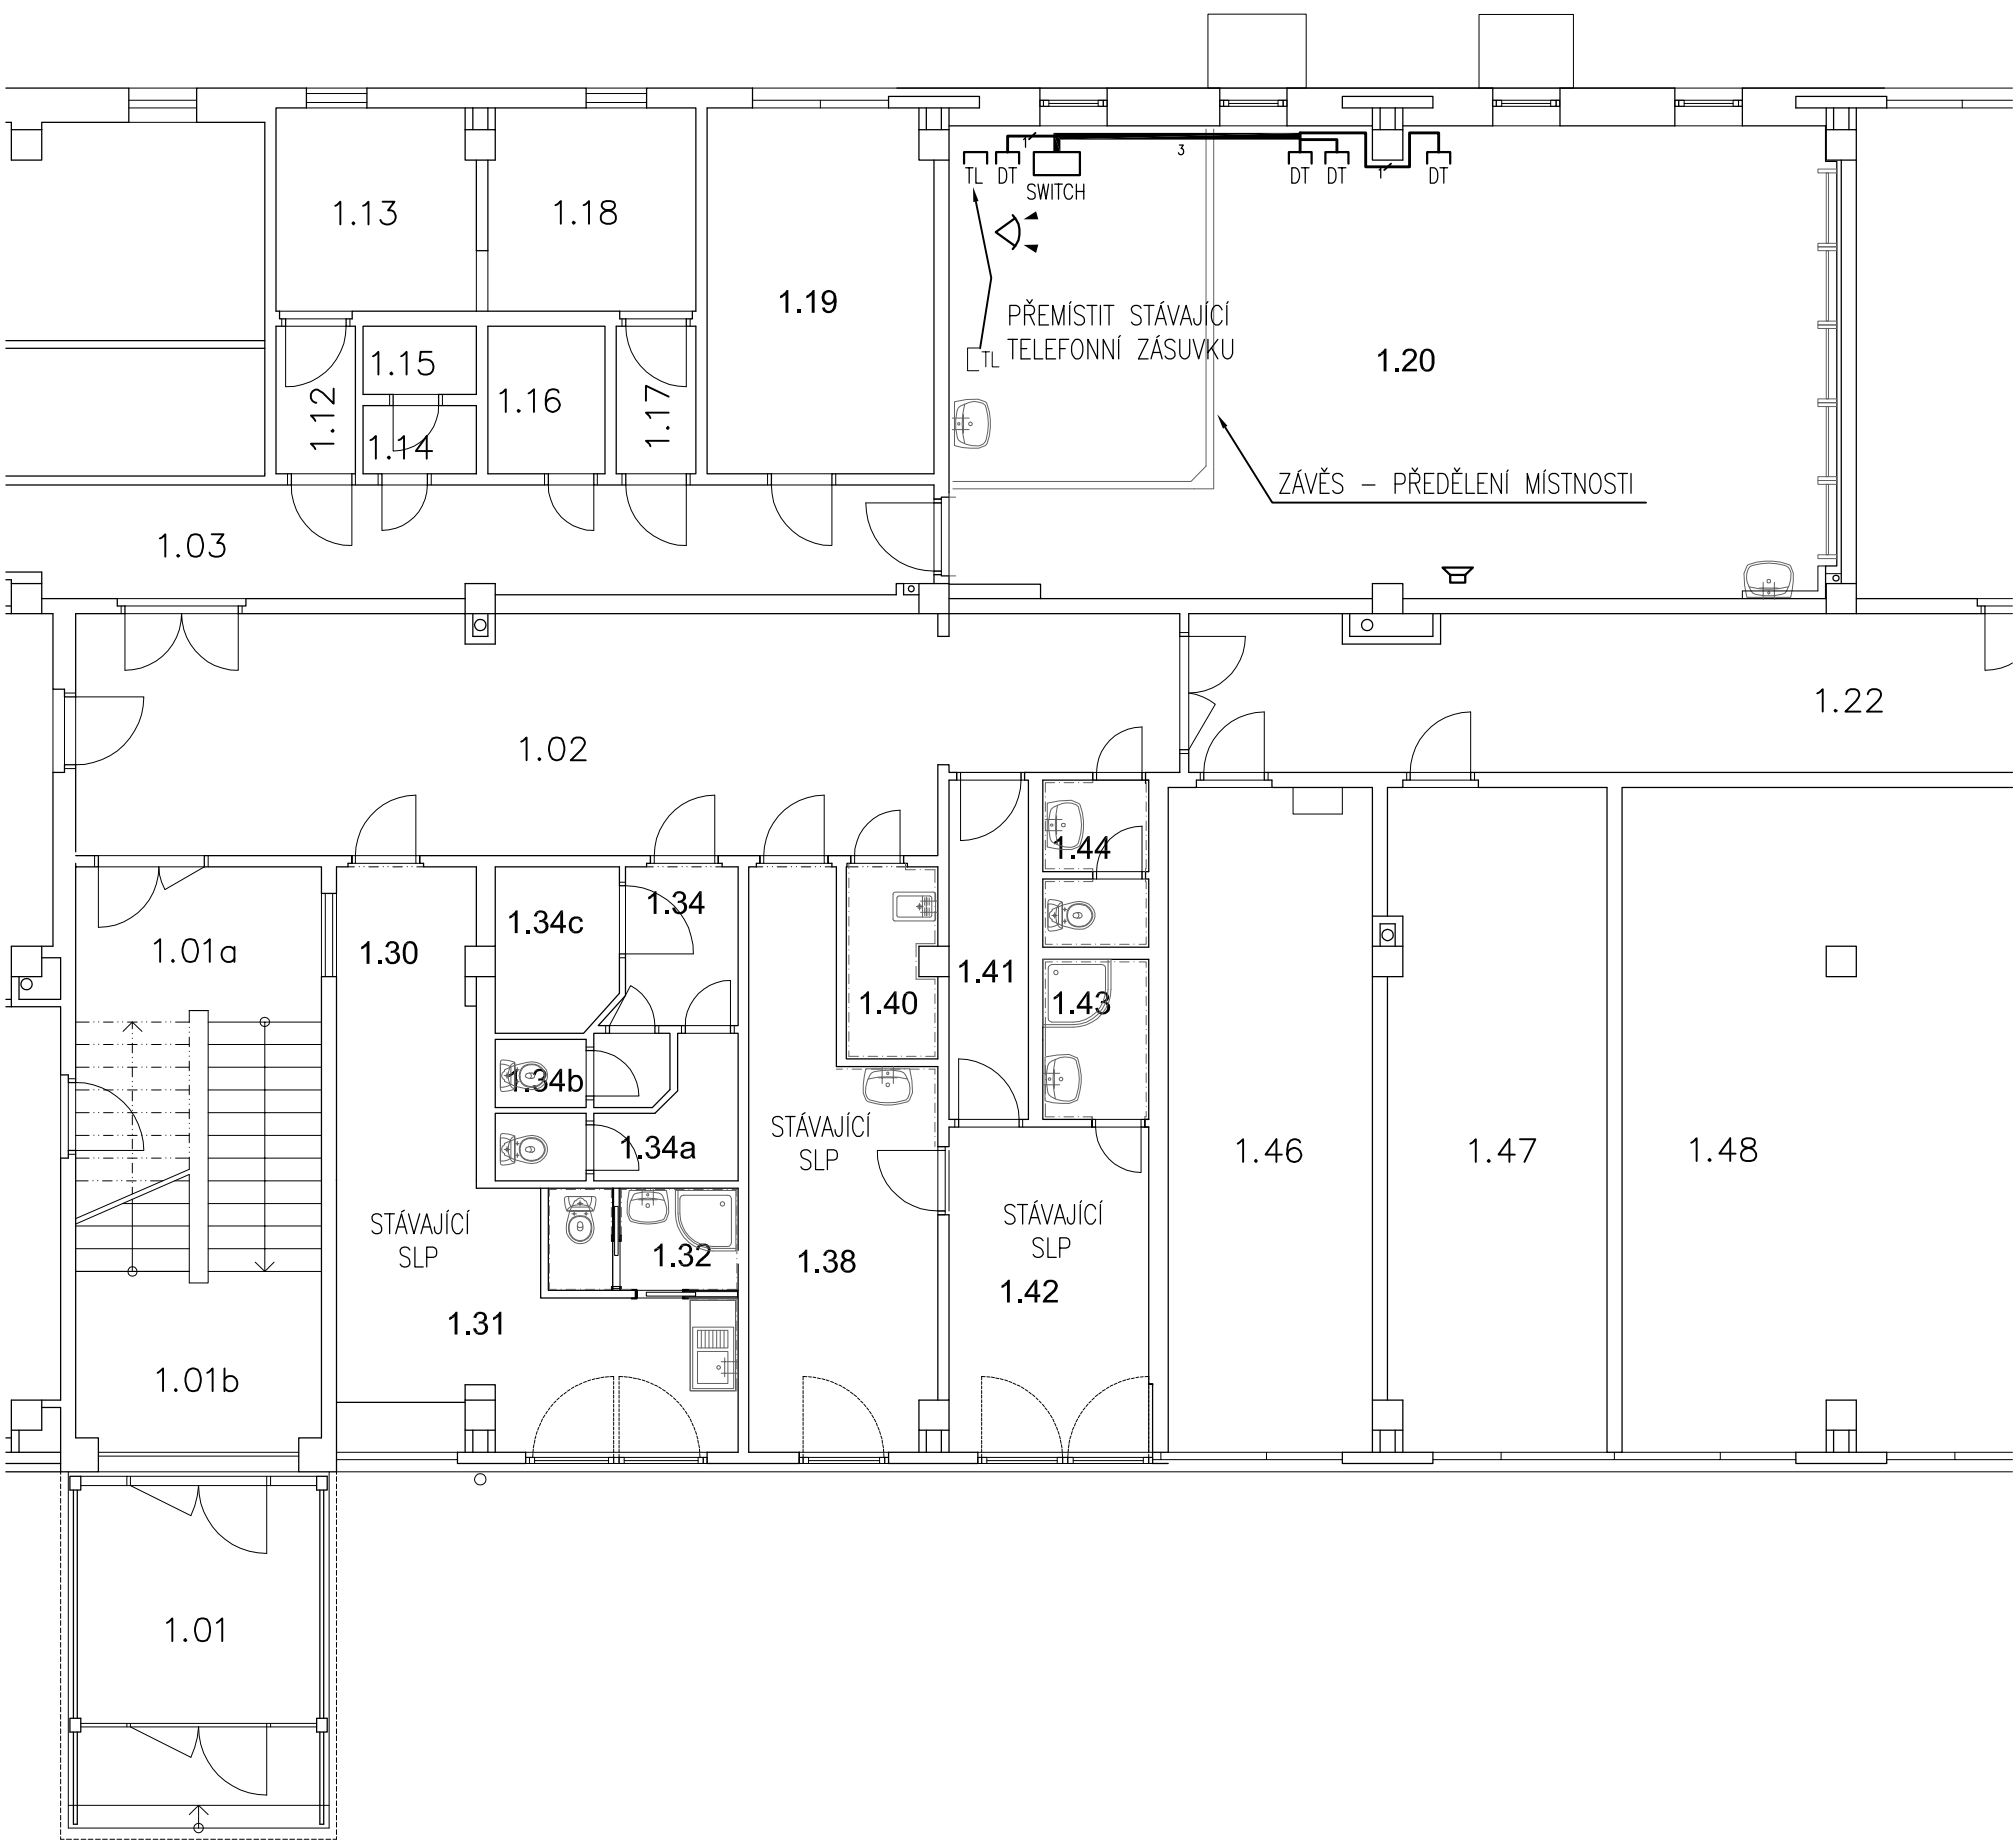 1
3
TL
DT
SWITCH
DT
DT
1
DT
1.13
1.18
1.19
PŘEMÍSTIT STÁVAJÍCÍ
TELEFONNÍ ZÁSUVKU
TL
1.20
1.15
1.12
1.14
1.16
1.17
ZÁVĚS – PŘEDĚLENÍ MÍSTNOSTI
1.03
1.02
1.22
1.44
1.01a
1.30
1.34c
1.34
1.40
1.41
1.43
1.34b
1.34a
STÁVAJÍCÍ
SLP
1.46
1.47
1.48
STÁVAJÍCÍ
SLP
1.32
1.38
STÁVAJÍCÍ
SLP
1.42
1.31
1.01b
1.01